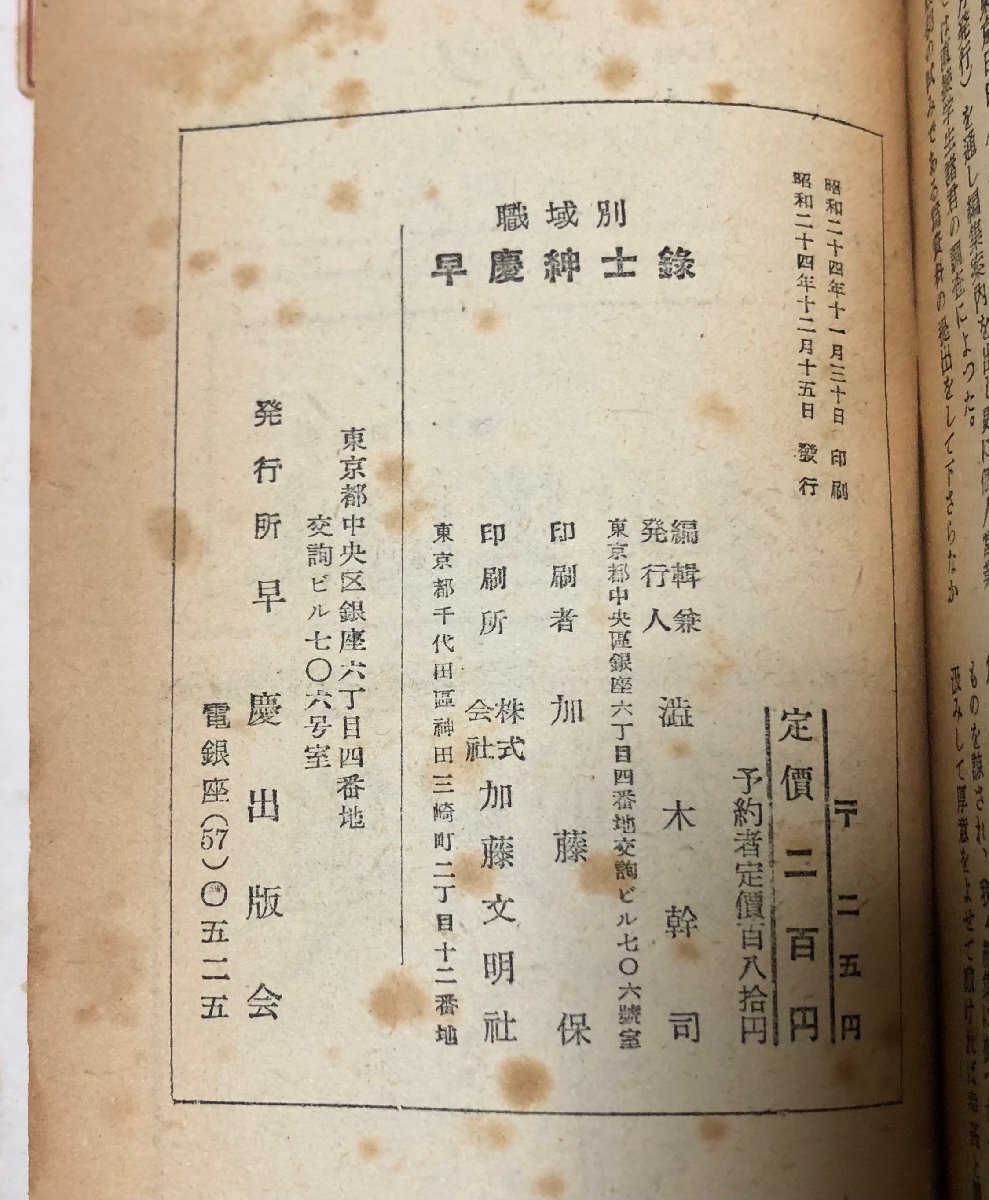 昭和二十四年十一月三十日　印刷
昭和二十四年十二月十五日　發行
職域別
早慶紳士錄
定價二百円
〒二五円
予約者定價百八拾円
編輯兼
発行人　澁木幹司
東京都中央區銀座六丁目四番地交詢ビル七〇六號室
印刷者　加藤保
印刷所　株式会社　加藤文明社
東京都千代田區神田三崎町二丁目十二番地
東京都中央区銀座六丁目四番地
交詢ビル七〇六号室
発行所　早慶出版会
電銀座（57）〇五二五